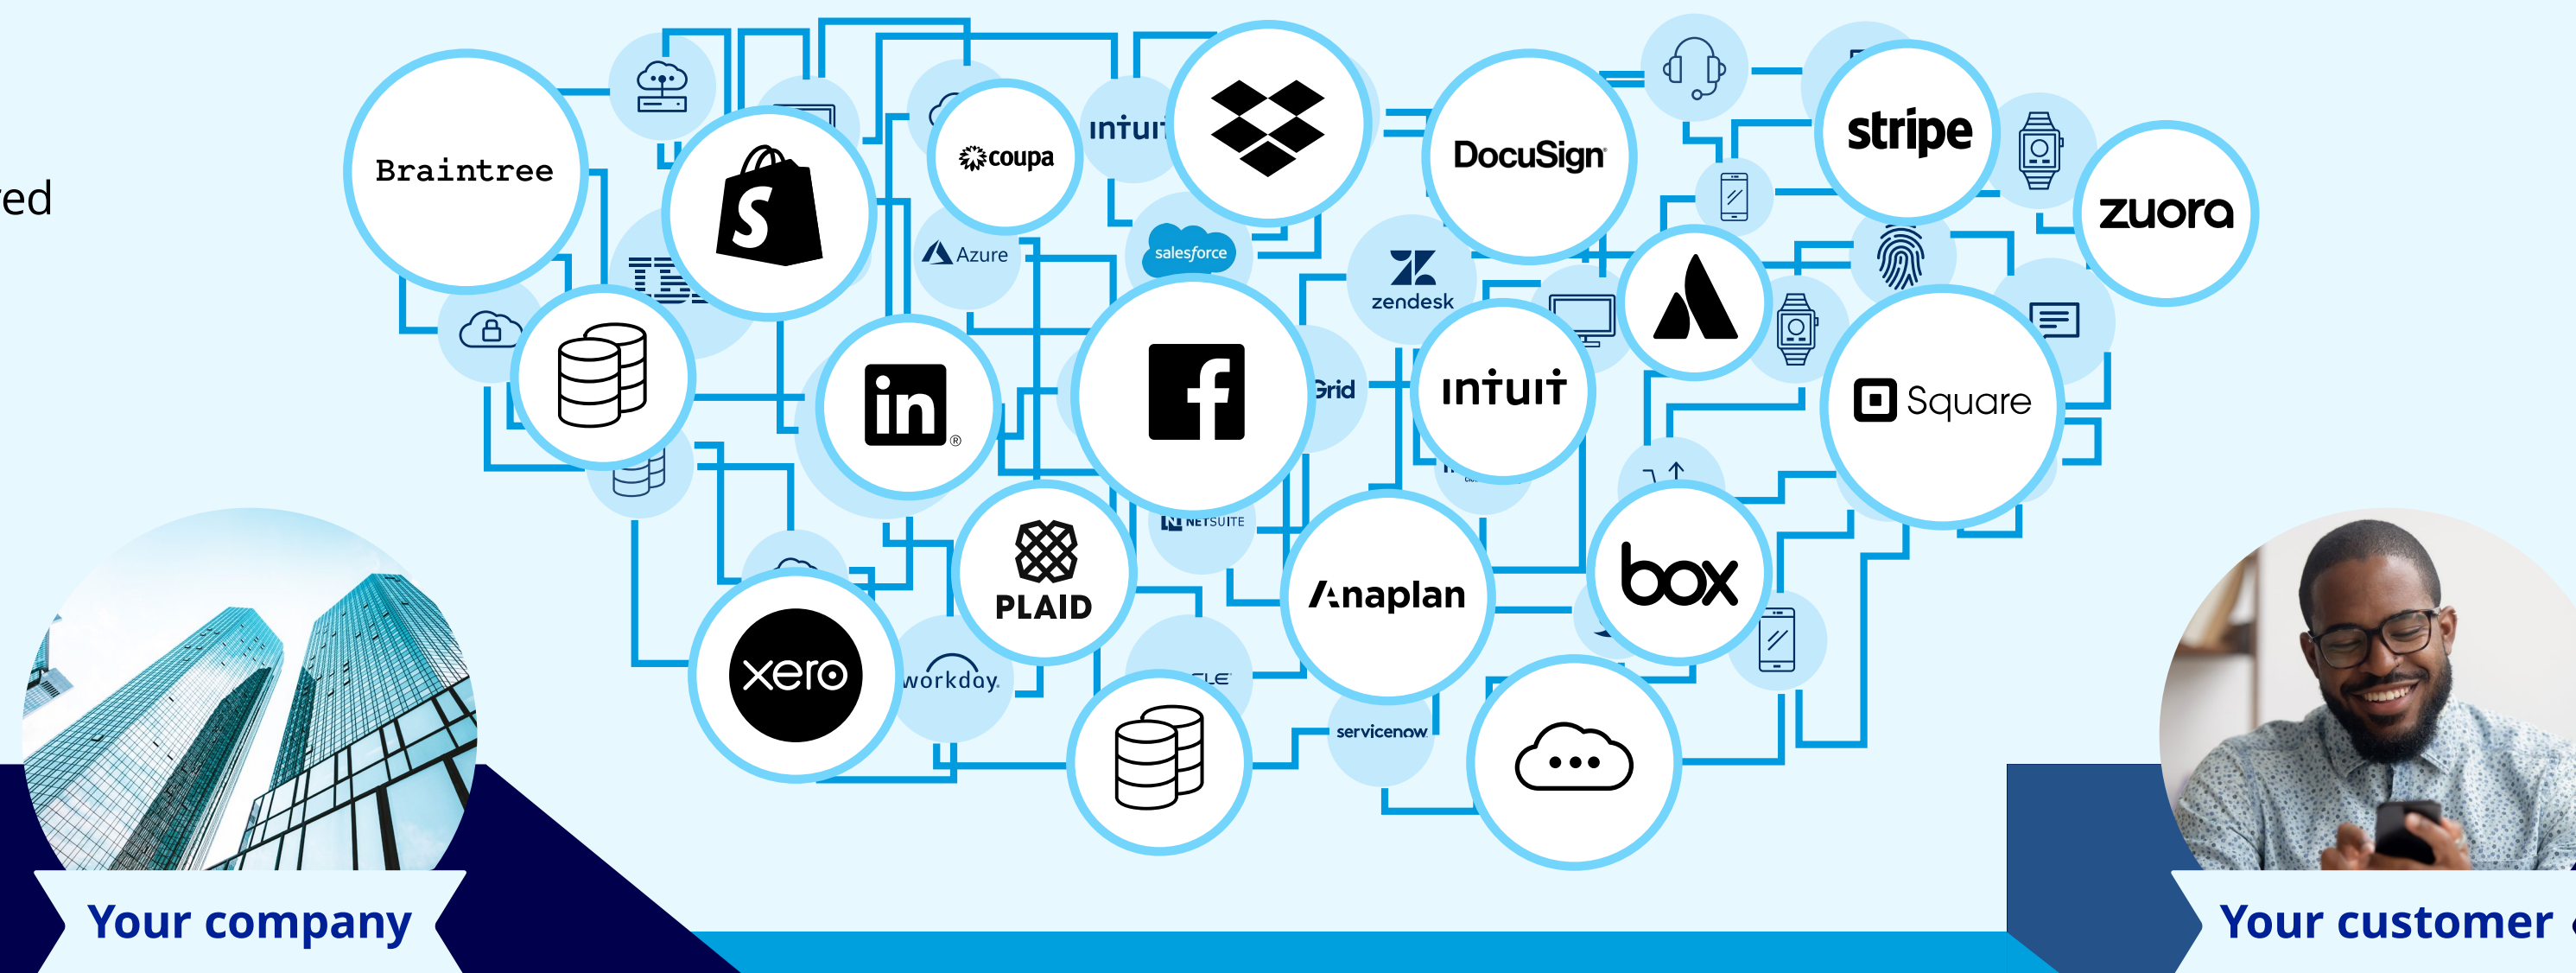 Braintree
coupa
intuit
DocuSign
stripe
zuora
Azure
salesforce
IBM
zendesk
in®
f
Grid
intuit
Square
NETSUITE
PLAID
Anaplan
box
xero
workday.
servicenow
Your company
Your customer